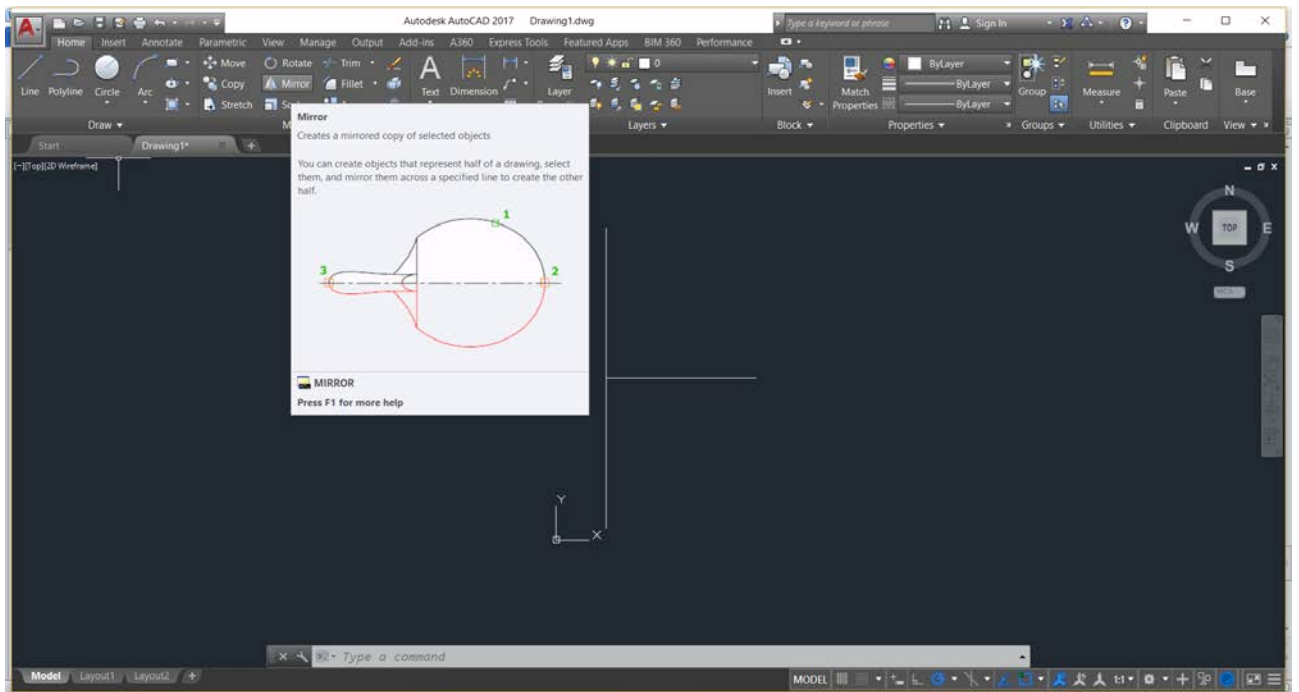 Autodesk AutoCAD 2017 Drawing1.dwg
Type a keyword or phrase
Sign In
Home Insert Annotate Parametric View Manage Output Add-ins A360 Express Tools Featured Apps BIM 360 Performance
Move Rotate Trim
Line Polyline Circle Arc Copy Mirror Fillet Text Dimension Layer 0 Insert Match Properties ByLayer Group Measure Paste Base
ByLayer
Stretch ByLayer
Draw Layers Block Properties Groups Utilities Clipboard View
Start Drawing1*
[-][Top][2D Wireframe]
Mirror
Creates a mirrored copy of selected objects
You can create objects that represent half of a drawing, select
them, and mirror them across a specified line to create the other
half.
1
3
2
MIRROR
Press F1 for more help
N
W TOP E
S
WCS
Y
X
Type a command
Model Layout1 Layout2 +
MODEL 1:1